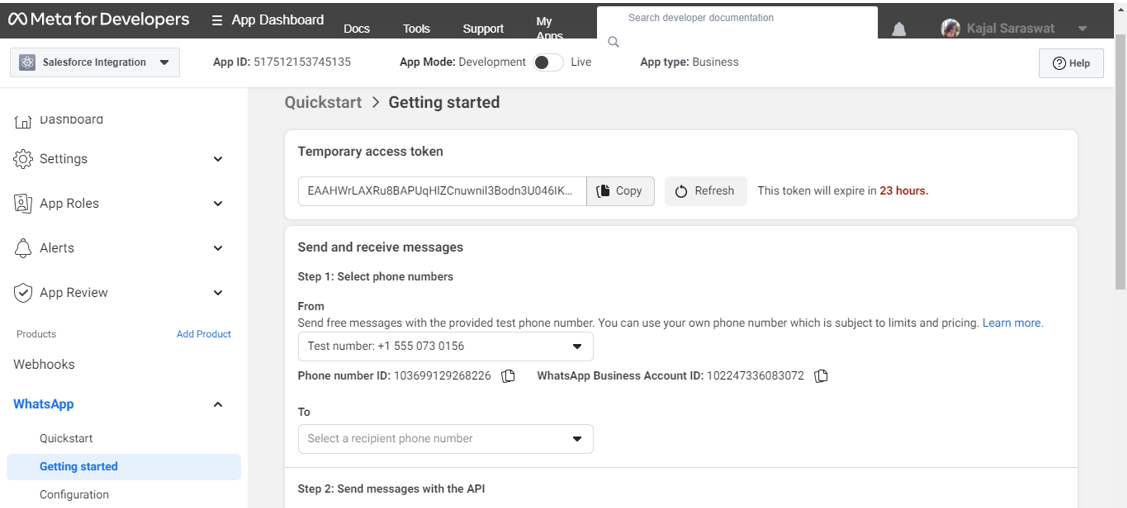 Meta for Developers
App Dashboard
Docs
Tools
Support
My Apps
Search developer documentation
Kajal Saraswat
Salesforce Integration
App ID: 517512153745135
App Mode: Development
Live
App type: Business
Help
Dashboard
Settings
App Roles
Alerts
App Review
Products
Add Product
Webhooks
WhatsApp
Quickstart
Getting started
Configuration
Quickstart > Getting started
Temporary access token
EAAHWrLAXRu8BAPUqHlZCnuwnil3Bodn3U046IK...
Copy
Refresh
This token will expire in 23 hours.
Send and receive messages
Step 1: Select phone numbers
From
Send free messages with the provided test phone number. You can use your own phone number which is subject to limits and pricing. Learn more.
Test number: +1 555 073 0156
Phone number ID: 103699129268226
WhatsApp Business Account ID: 102247336083072
To
Select a recipient phone number
Step 2: Send messages with the API